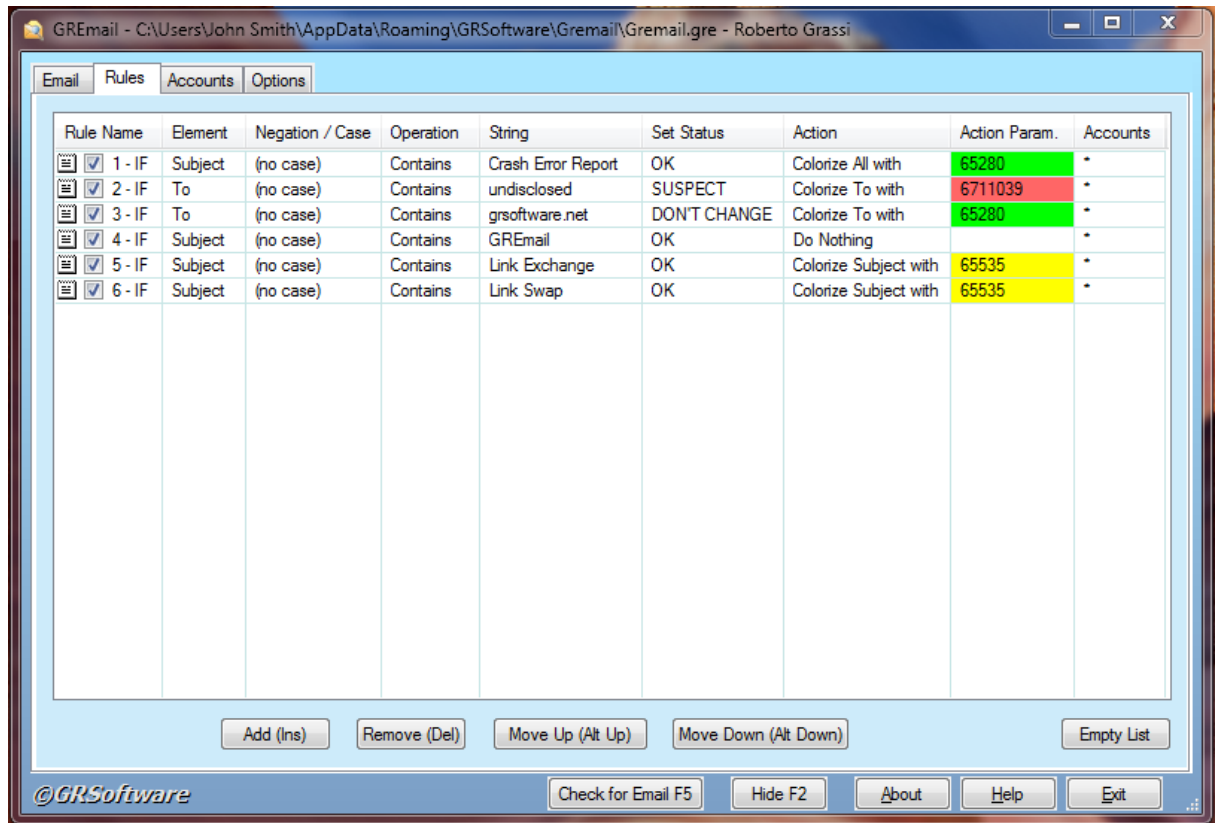 GREmail - C:\Users\John Smith\AppData\Roaming\GRSoftware\Gremail\Gremail.gre - Roberto Grassi
Email Rules Accounts Options
Rule Name Element Negation / Case Operation String Set Status Action Action Param. Accounts
1 - IF Subject (no case) Contains Crash Error Report OK Colorize All with 65280 *
2 - IF To (no case) Contains undisclosed SUSPECT Colorize To with 6711039 *
3 - IF To (no case) Contains grsoftware.net DON'T CHANGE Colorize To with 65280 *
4 - IF Subject (no case) Contains GREmail OK Do Nothing *
5 - IF Subject (no case) Contains Link Exchange OK Colorize Subject with 65535 *
6 - IF Subject (no case) Contains Link Swap OK Colorize Subject with 65535 *
Add (Ins) Remove (Del) Move Up (Alt Up) Move Down (Alt Down) Empty List
©GRSoftware Check for Email F5 Hide F2 About Help Exit